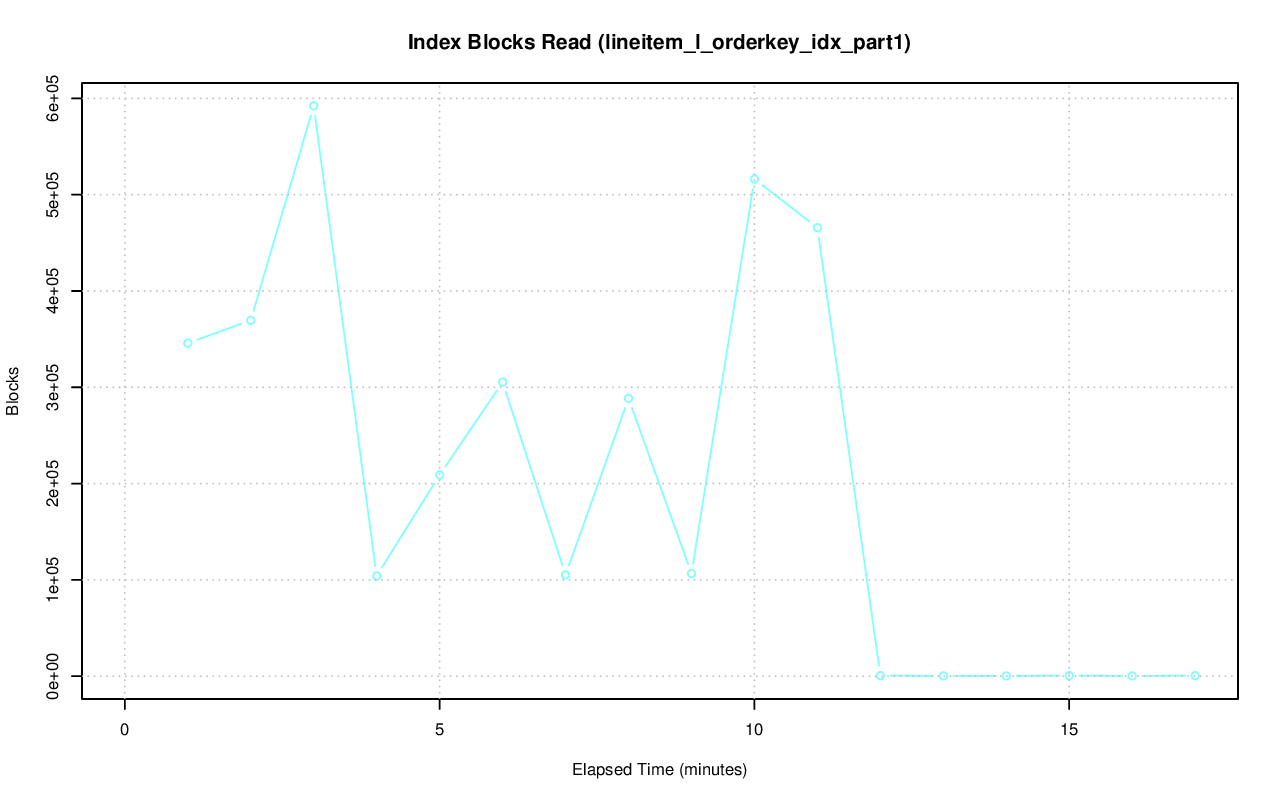 Index Blocks Read (lineitem_l_orderkey_idx_part1)
6e+05
5e+05
4e+05
3e+05
2e+05
1e+05
0e+00
Blocks
0 5 10 15
Elapsed Time (minutes)